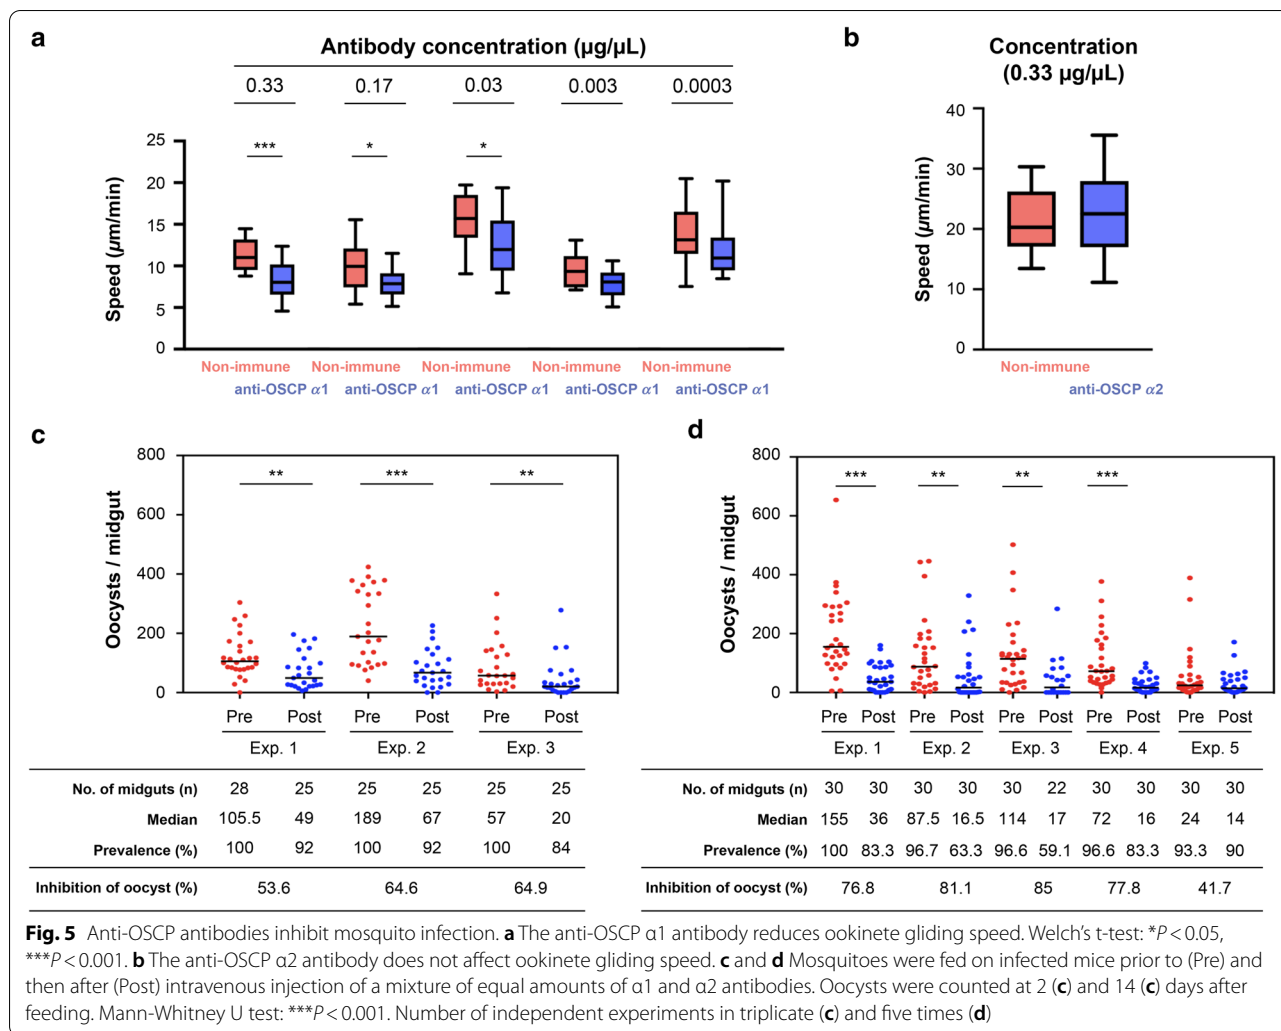 a
Antibody concentration (µg/µL)
0.33 0.17 0.03 0.003 0.0003
*** * *
Speed (µm/min)
25
20
15
10
5
0
Non-immune Non-immune Non-immune Non-immune Non-immune
anti-OSCP α1 anti-OSCP α1 anti-OSCP α1 anti-OSCP α1 anti-OSCP α1
b
Concentration
(0.33 µg/µL)
Speed (µm/min)
40
30
20
10
0
Non-immune
anti-OSCP α2
c
Oocysts / midgut
800
600
400
200
0
** *** **
Pre Post Pre Post Pre Post
Exp. 1 Exp. 2 Exp. 3
No. of midguts (n) 28 25 25 25 25 25
Median 105.5 49 189 67 57 20
Prevalence (%) 100 92 100 92 100 84
Inhibition of oocyst (%) 53.6 64.6 64.9
d
Oocysts / midgut
800
600
400
200
0
*** ** ** ***
Pre Post Pre Post Pre Post Pre Post Pre Post
Exp. 1 Exp. 2 Exp. 3 Exp. 4 Exp. 5
No. of midguts (n) 30 30 30 30 30 22 30 30 30 30
Median 155 36 87.5 16.5 114 17 72 16 24 14
Prevalence (%) 100 83.3 96.7 63.3 96.6 59.1 96.6 83.3 93.3 90
Inhibition of oocyst (%) 76.8 81.1 85 77.8 41.7
Fig. 5 Anti-OSCP antibodies inhibit mosquito infection. a The anti-OSCP α1 antibody reduces ookinete gliding speed. Welch's t-test: *P < 0.05,
***P < 0.001. b The anti-OSCP α2 antibody does not affect ookinete gliding speed. c and d Mosquitoes were fed on infected mice prior to (Pre) and
then after (Post) intravenous injection of a mixture of equal amounts of α1 and α2 antibodies. Oocysts were counted at 2 (c) and 14 (c) days after
feeding. Mann-Whitney U test: ***P < 0.001. Number of independent experiments in triplicate (c) and five times (d)